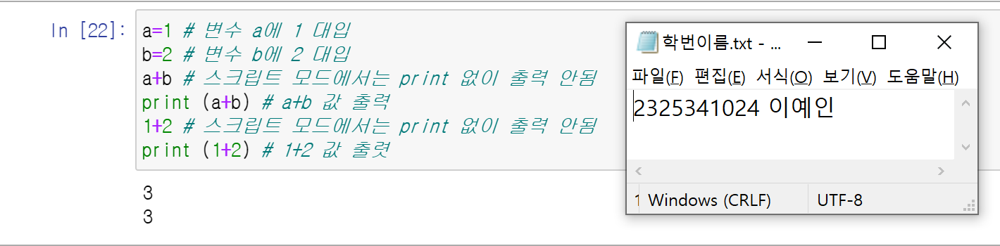 In [22]:
a=1 # 변수 a에 1 대입
b=2 # 변수 b에 2 대입
a+b # 스크립트 모드에서는 print 없이 출력 안됨
print (a+b) # a+b 값 출력
1+2 # 스크립트 모드에서는 print 없이 출력 안됨
print (1+2) # 1+2 값 출렷
3
3
학번이름.txt - ...
파일(F) 편집(E) 서식(O) 보기(V) 도움말(H)
2325341024 이예인
1 Windows (CRLF) UTF-8